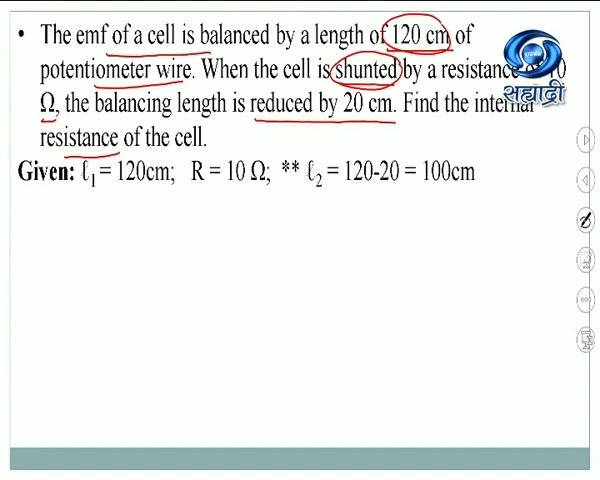 • The emf of a cell is balanced by a length of 120 cm of
potentiometer wire. When the cell is shunted by a resistance of 10
Ω, the balancing length is reduced by 20 cm. Find the internal
resistance of the cell.
Given: ℓ1 = 120cm; R = 10 Ω; ** ℓ2 = 120-20 = 100cm
सह्याद्री